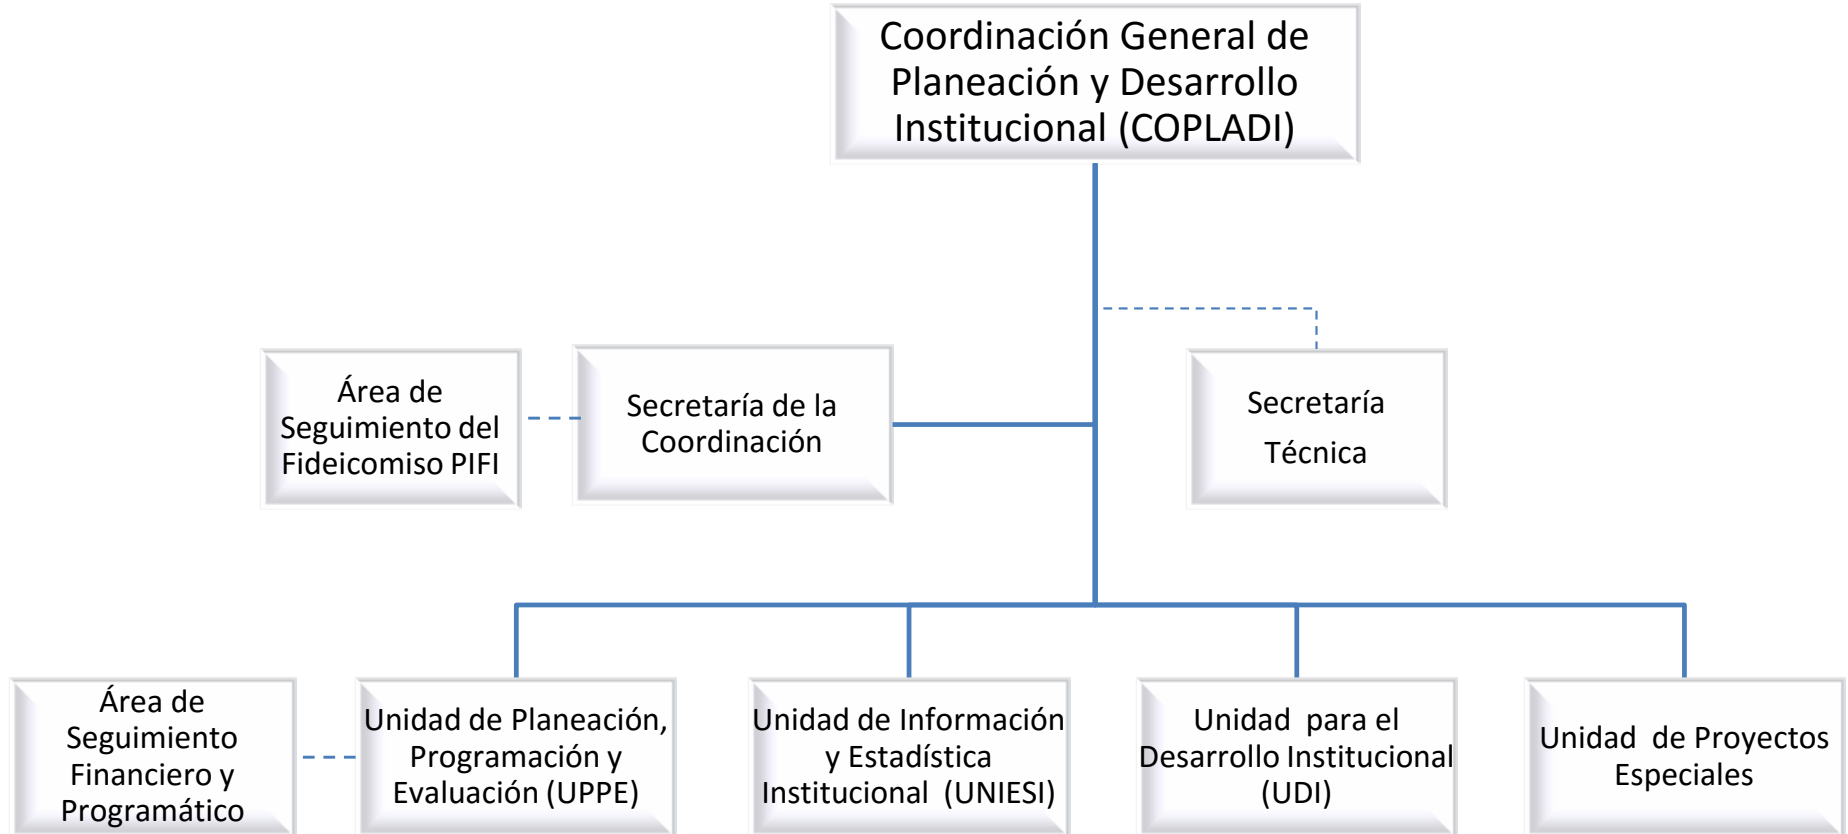 Coordinación General de
Planeación y Desarrollo
Institucional (COPLADI)
Área de
Seguimiento del
Fideicomiso PIFI
Secretaría de la
Coordinación
Secretaría
Técnica
Área de
Seguimiento
Financiero y
Programático
Unidad de Planeación,
Programación y
Evaluación (UPPE)
Unidad de Información
y Estadística
Institucional (UNIESI)
Unidad para el
Desarrollo Institucional
(UDI)
Unidad de Proyectos
Especiales